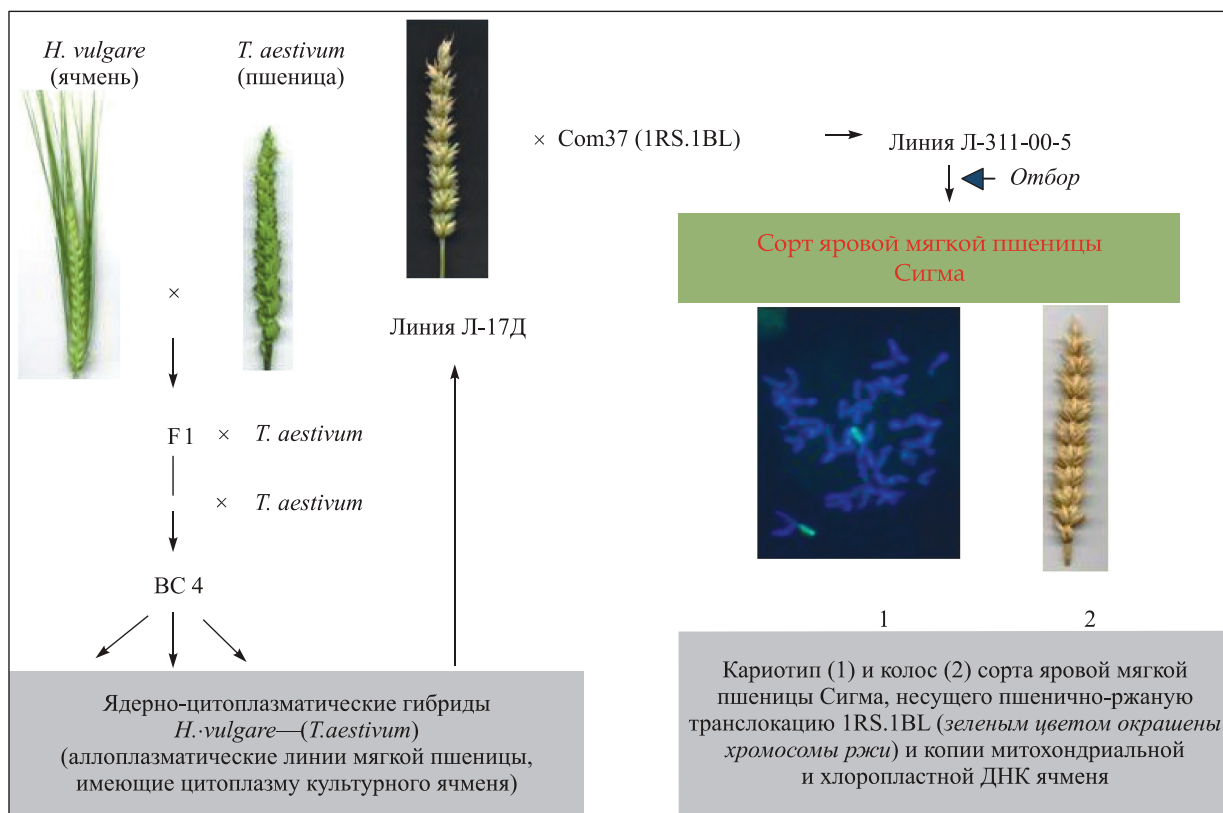 H. vulgare
(ячмень)
T. aestivum
(пшеница)
×
F1 × T. aestivum
× T. aestivum
BC 4
Ядерно-цитоплазматические гибриды
H.·vulgare—(T.aestivum)
(аллоплазматические линии мягкой пшеницы,
имеющие цитоплазму культурного ячменя)
Линия Л-17Д
× Com37 (1RS.1BL)
Линия Л-311-00-5
Отбор
Сорт яровой мягкой пшеницы
Сигма
1
2
Кариотип (1) и колос (2) сорта яровой мягкой
пшеницы Сигма, несущего пшенично-ржаную
транслокацию 1RS.1BL (зеленым цветом окрашены
хромосомы ржи) и копии митохондриальной
и хлоропластной ДНК ячменя